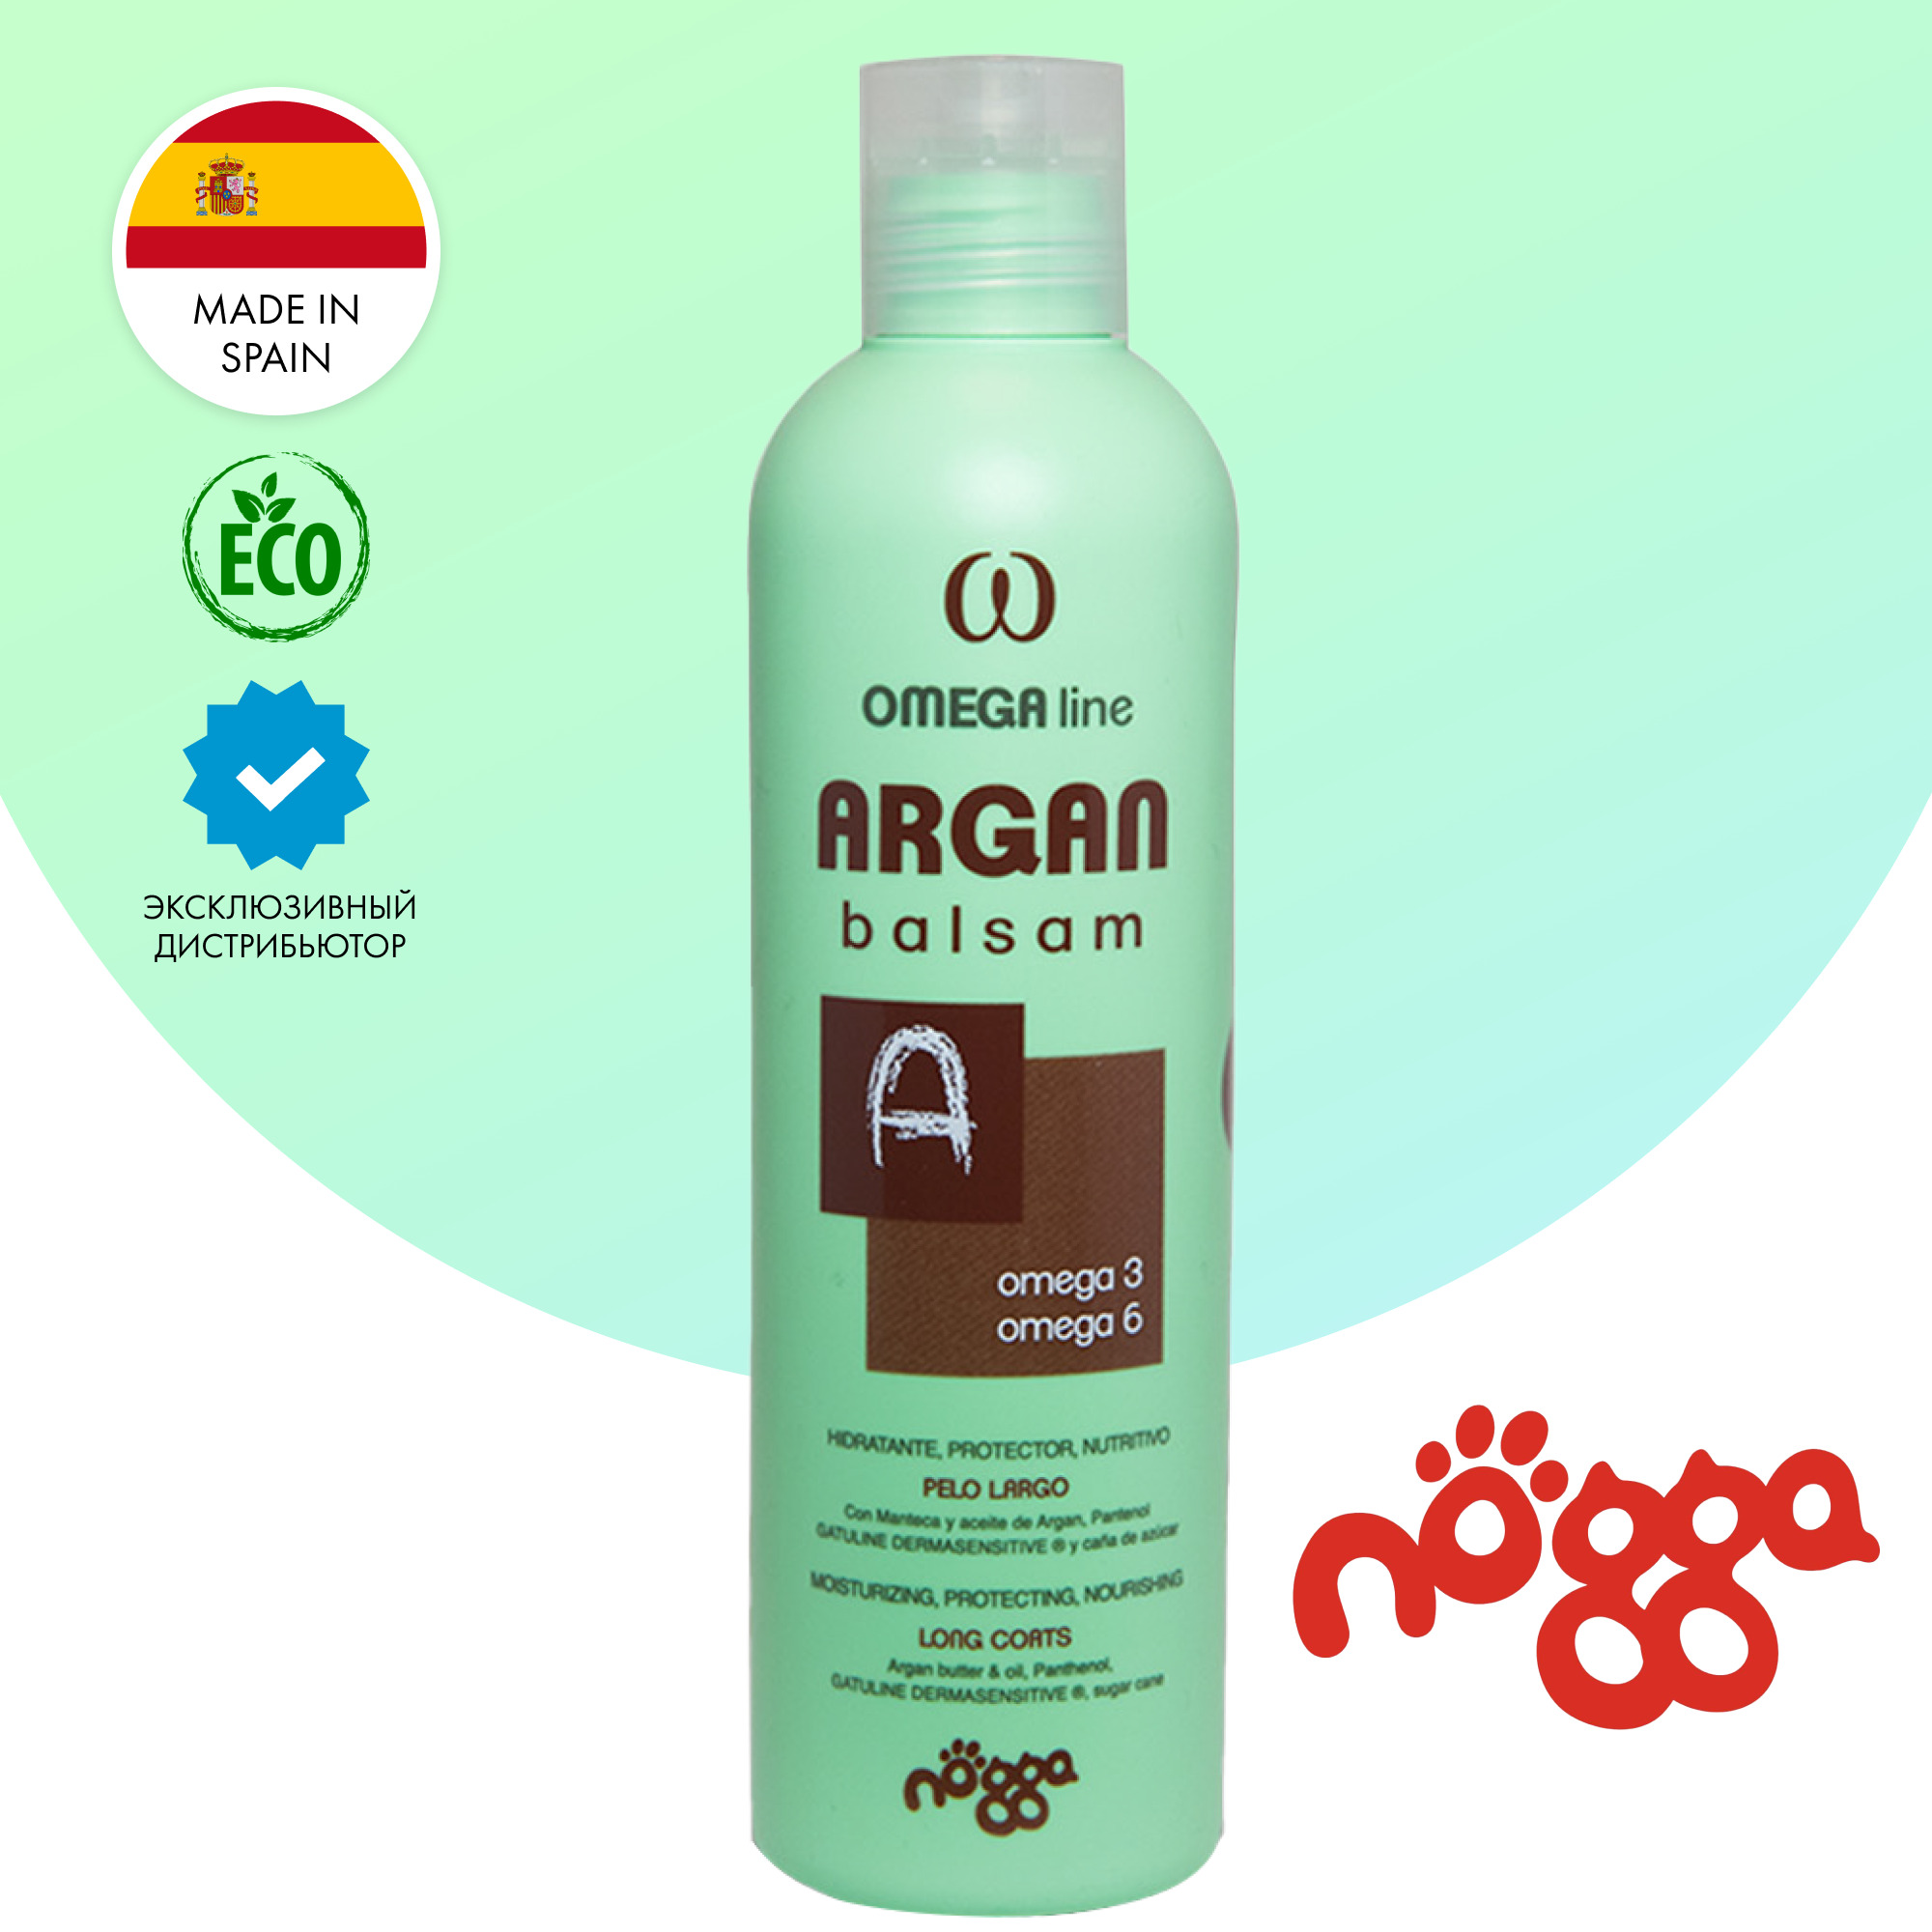 MADE IN
SPAIN
ECO
ЭКСКЛЮЗИВНЫЙ
ДИСТРИБЬЮТОР
ω
OMEGA line
ARGAN
balsam
A
omega 3
omega 6
HIDRATANTE, PROTECTOR, NUTRITIVO
PELO LARGO
Con Manteca y aceite de Argan, Pantenol
GATULINE DERMASENSITIVE ® y caña de azúcar
MOISTURIZING, PROTECTING, NOURISHING
LONG COATS
Argan butter & oil, Panthenol,
GATULINE DERMASENSITIVE ®, sugar cane
nogga
nogga